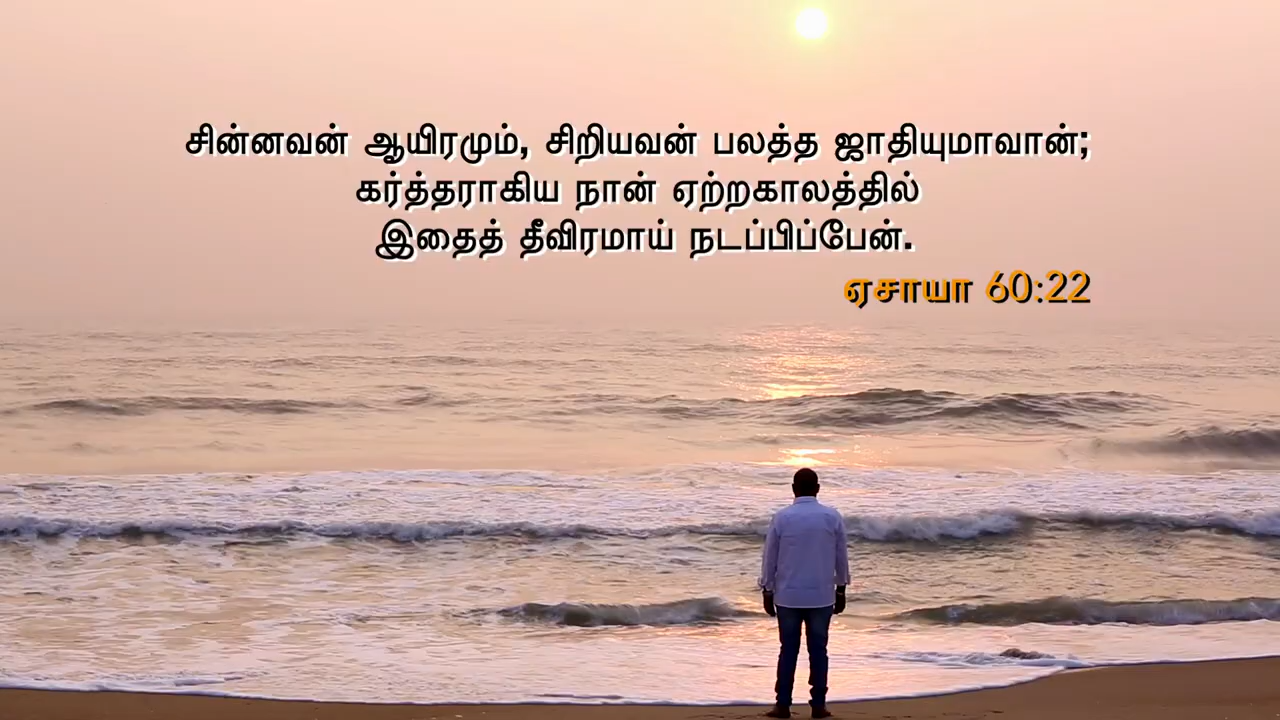 சின்னவன் ஆயிரமும், சிறியவன் பலத்த ஜாதியுமாவான்;
கர்த்தராகிய நான் ஏற்றகாலத்தில்
இதைத் தீவிரமாய் நடப்பிப்பேன்.
ஏசாயா 60:22